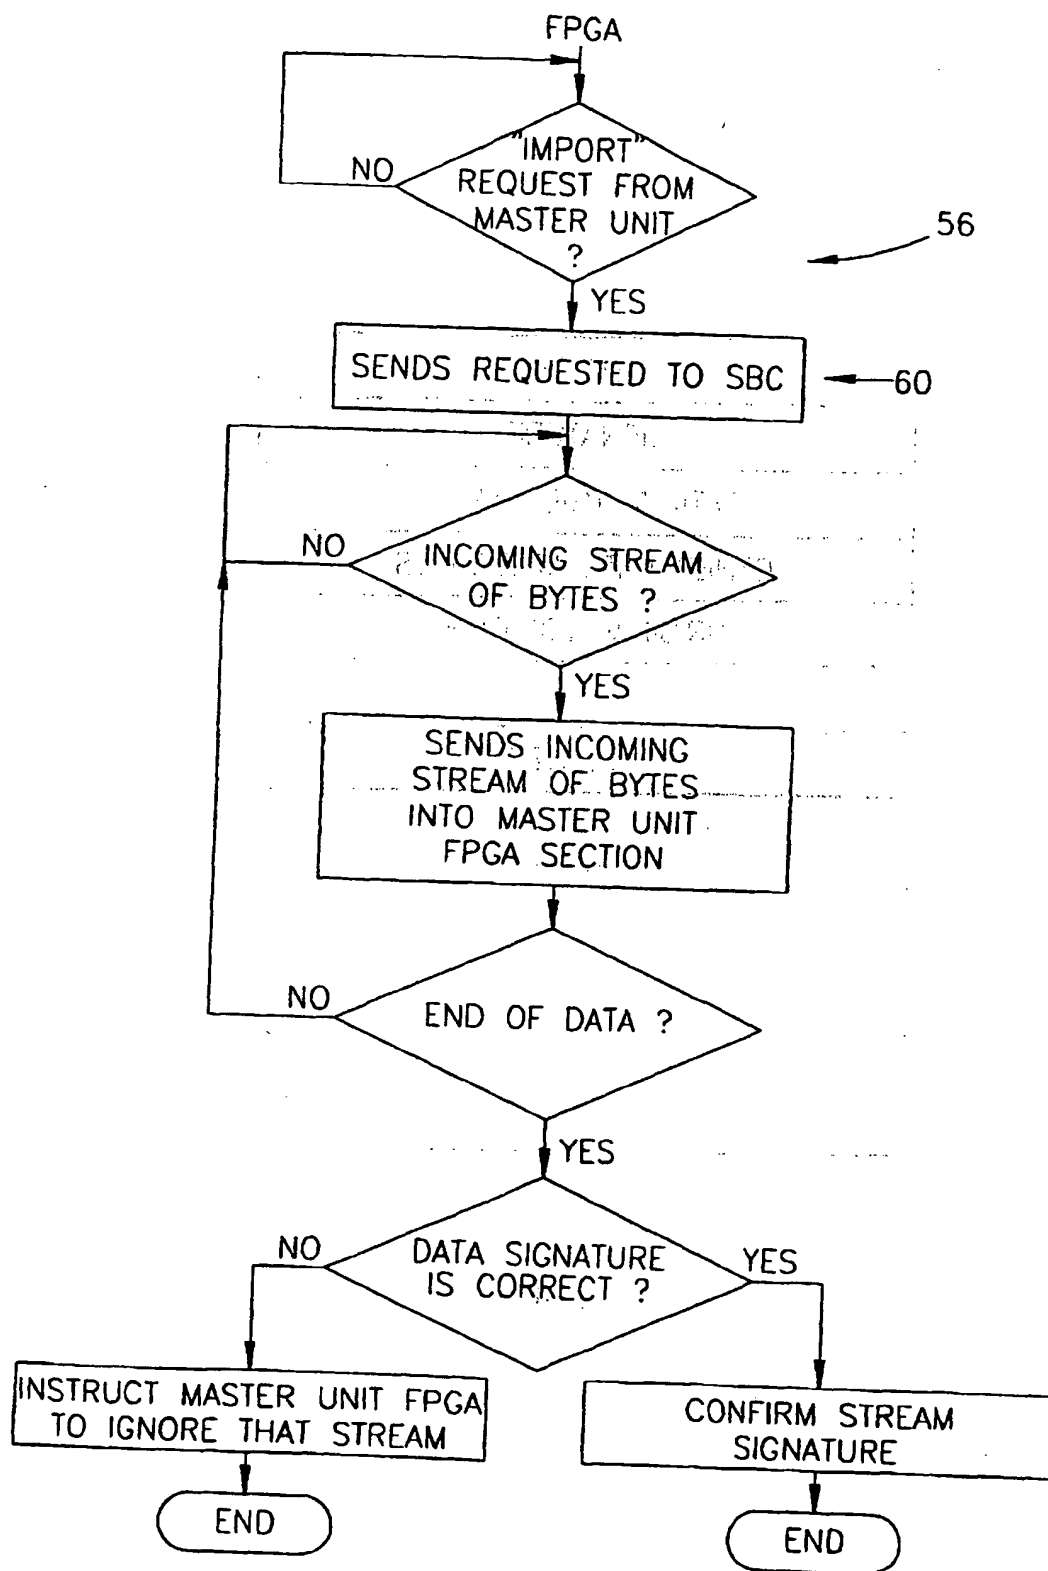 FPGA
"IMPORT"
REQUEST FROM
MASTER UNIT
?
NO
56
YES
SENDS REQUESTED TO SBC
60
NO
INCOMING STREAM
OF BYTES ?
YES
SENDS INCOMING
STREAM OF BYTES
INTO MASTER UNIT
FPGA SECTION
NO
END OF DATA ?
YES
NO
DATA SIGNATURE
IS CORRECT ?
YES
INSTRUCT MASTER UNIT FPGA
TO IGNORE THAT STREAM
CONFIRM STREAM
SIGNATURE
END
END